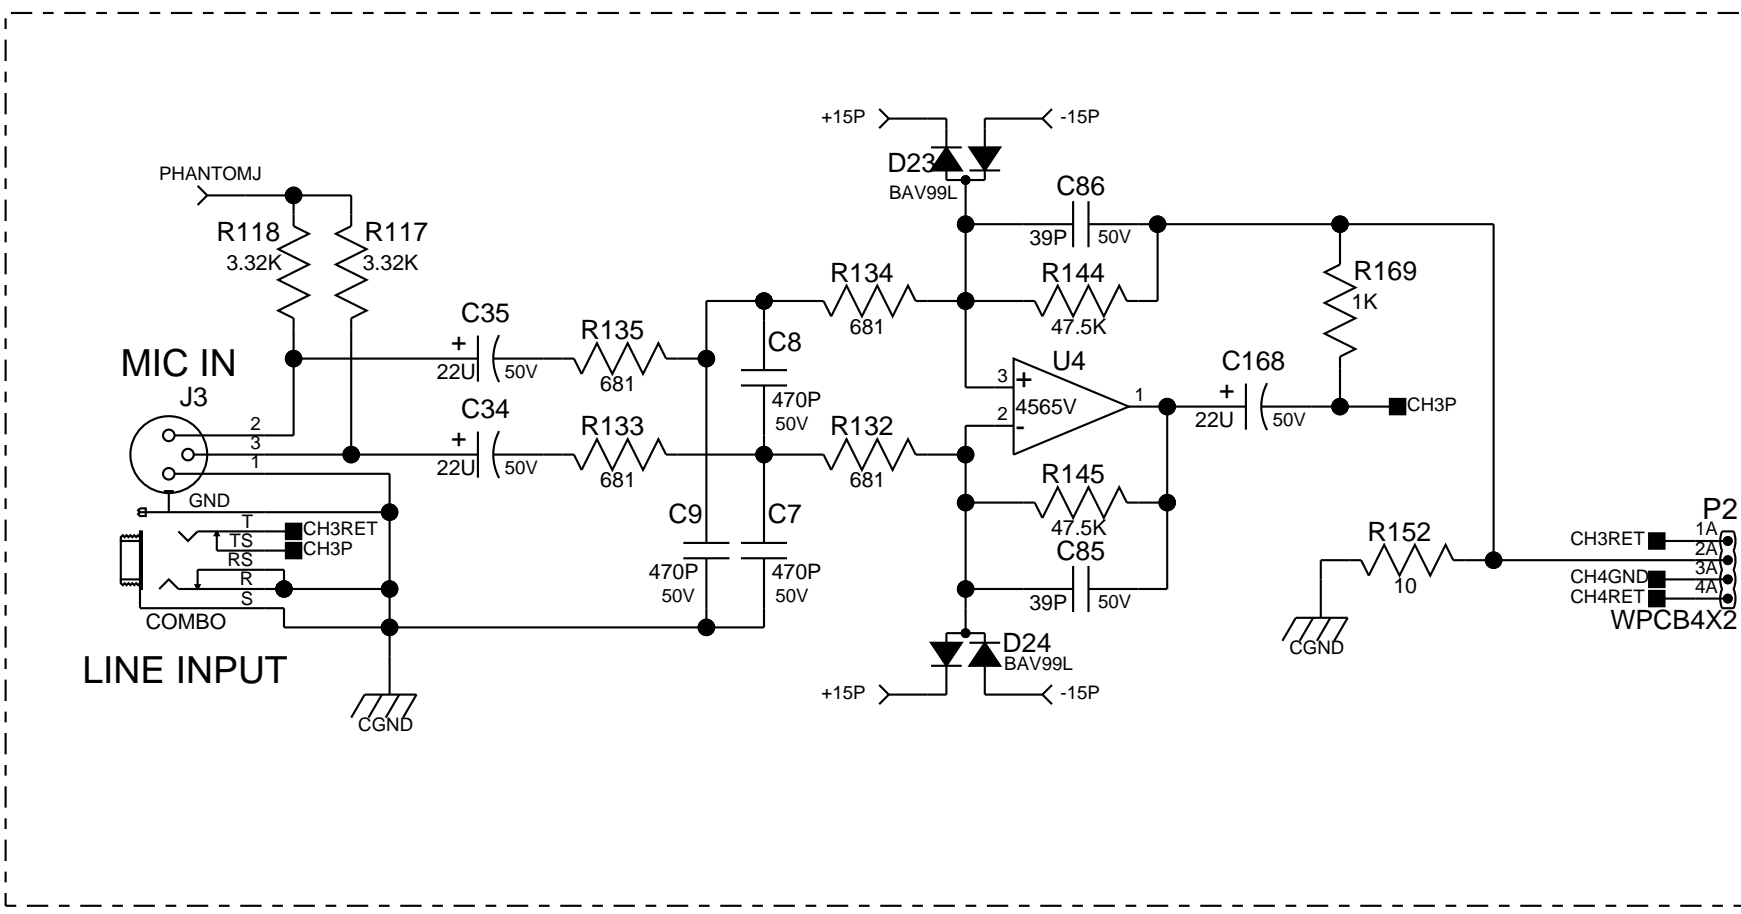 +15P
-15P
D23
BAV99L
PHANTOMJ
R118
3.32K
R117
3.32K
C86
39P
50V
R134
681
R144
47.5K
R169
1K
C35
+
22U
50V
R135
681
C8
470P
50V
MIC IN
J3
2
3
1
GND
C34
+
22U
50V
R133
681
R132
681
U4
3
+
4565V
2
-
1
C168
+
22U
50V
CH3P
R145
47.5K
C85
39P
50V
C9
470P
50V
C7
470P
50V
T
CH3RET
TS
CH3P
RS
R
S
COMBO
LINE INPUT
CGND
D24
BAV99L
+15P
-15P
R152
10
CGND
P2
CH3RET
1A
2A
CH4GND
3A
CH4RET
4A
WPCB4X2